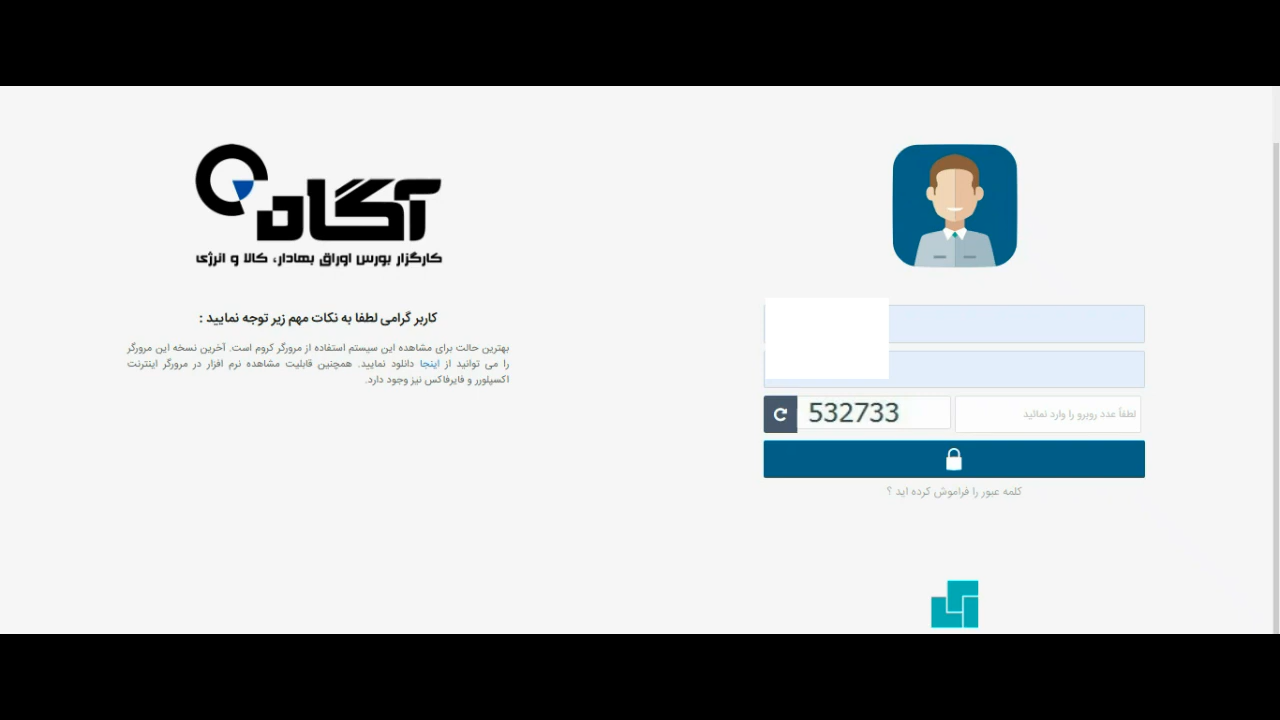 آگاه
کارگزار بورس اوراق بهادار، کالا و انرژی
کاربر گرامی لطفا به نکات مهم زیر توجه نمایید :
بهترین حالت برای مشاهده این سیستم استفاده از مرورگر کروم است. آخرین نسخه این مرورگر
را می توانید از اینجا دانلود نمایید. همچنین قابلیت مشاهده نرم افزار در مرورگر اینترنت
اکسپلورر و فایرفاکس نیز وجود دارد.
532733
لطفاً عدد روبرو را وارد نمائید
کلمه عبور را فراموش کرده اید ؟